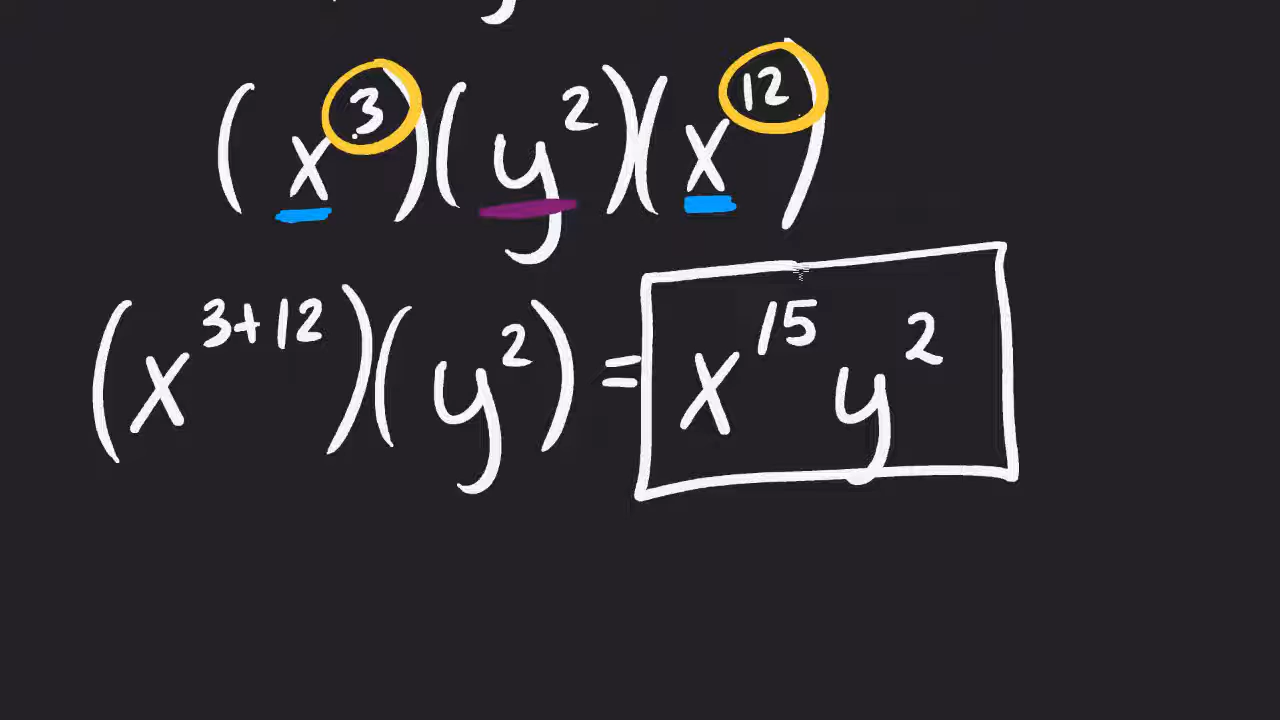 (x³)(y²)(x¹²)
(x³⁺¹²)(y²) = x¹⁵y²